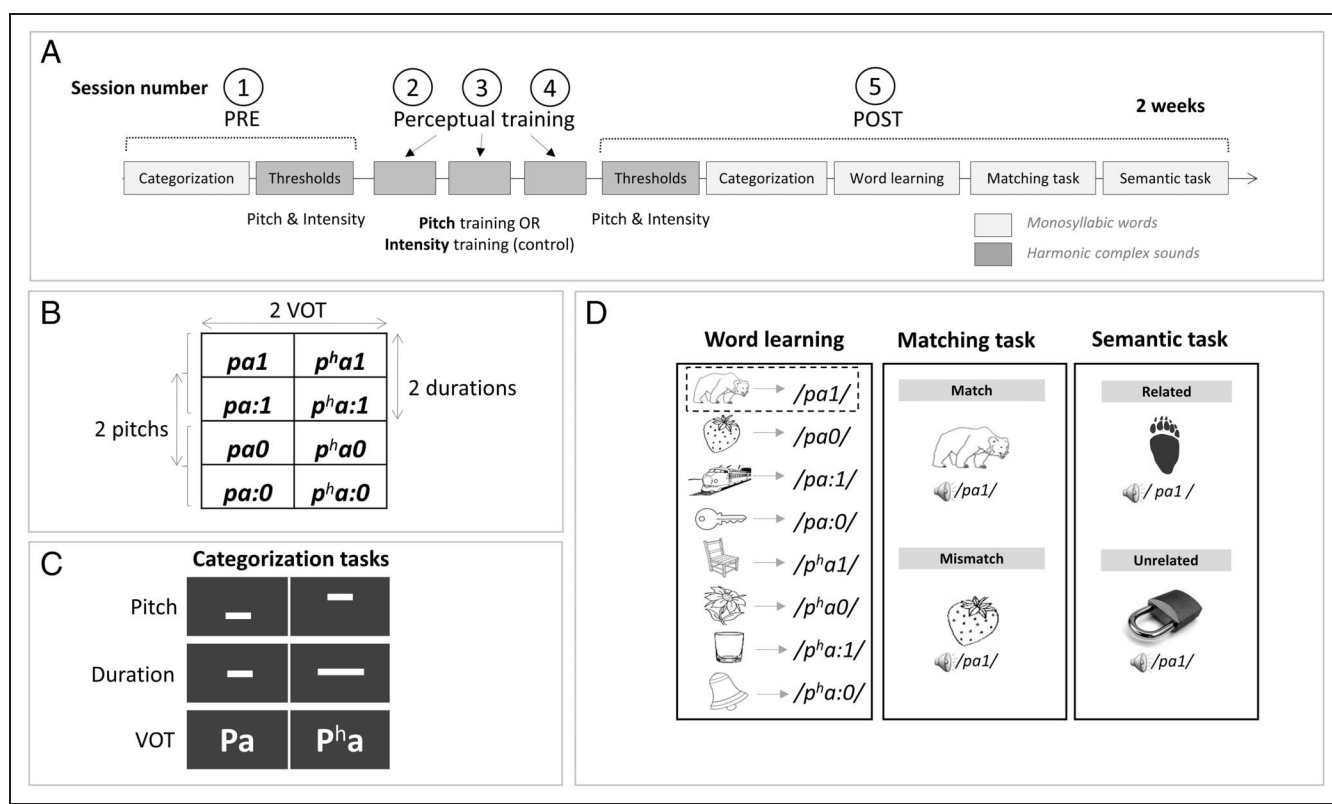 A
Session number 1 2 3 4 5
PRE Perceptual training POST 2 weeks
Categorization Thresholds Thresholds Categorization Word learning Matching task Semantic task
Pitch & Intensity Pitch training OR Pitch & Intensity
Intensity training (control)
Monosyllabic words
Harmonic complex sounds
B
2 VOT
pa1 pʰa1
pa:1 pʰa:1
pa0 pʰa0
pa:0 pʰa:0
2 durations
2 pitchs
C
Categorization tasks
Pitch
Duration
VOT Pa Pʰa
D
Word learning
/pa1/
/pa0/
/pa:1/
/pa:0/
/pʰa1/
/pʰa0/
/pʰa:1/
/pʰa:0/
Matching task
Match
/pa1/
Mismatch
/pa1/
Semantic task
Related
/ pa1 /
Unrelated
/pa1/